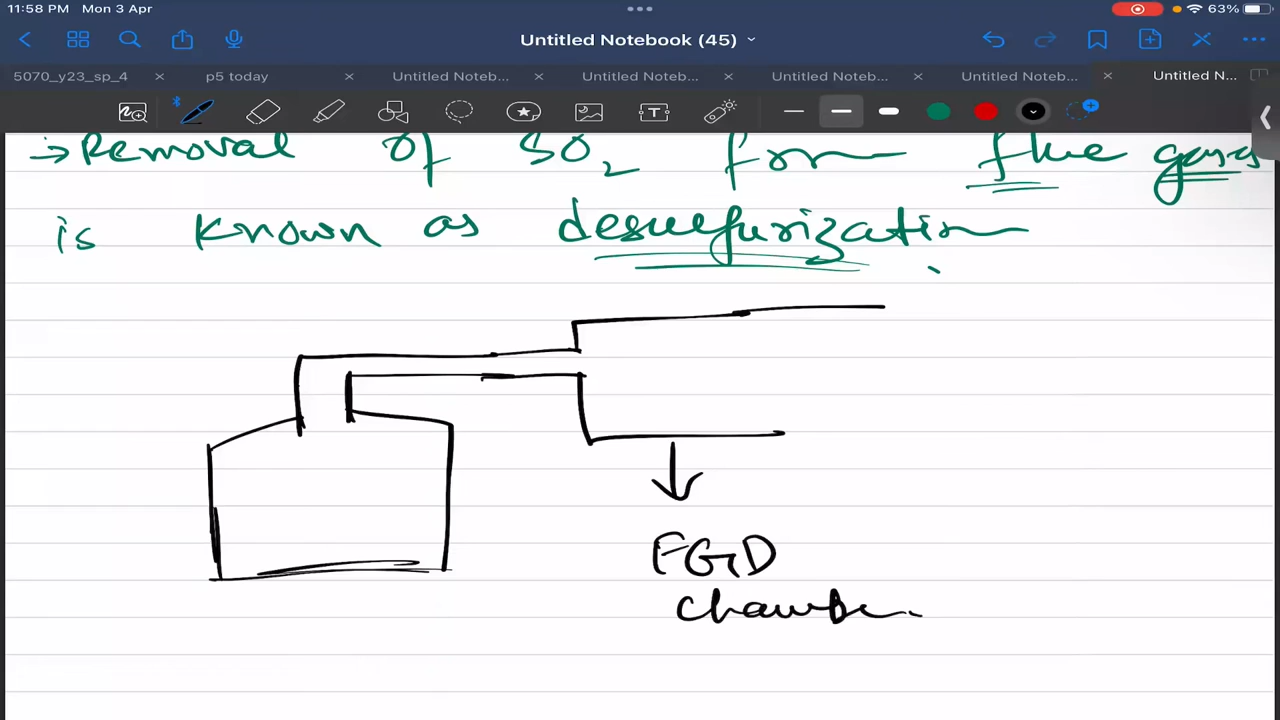 11:58 PM Mon 3 Apr
63%
Untitled Notebook (45)
5070_y23_sp_4
p5 today
Untitled Noteb...
Untitled Noteb...
Untitled Noteb...
Untitled Noteb...
Untitled N...
→ Removal of SO₂ from flue gases
is known as desulfurization
FGD
chamber